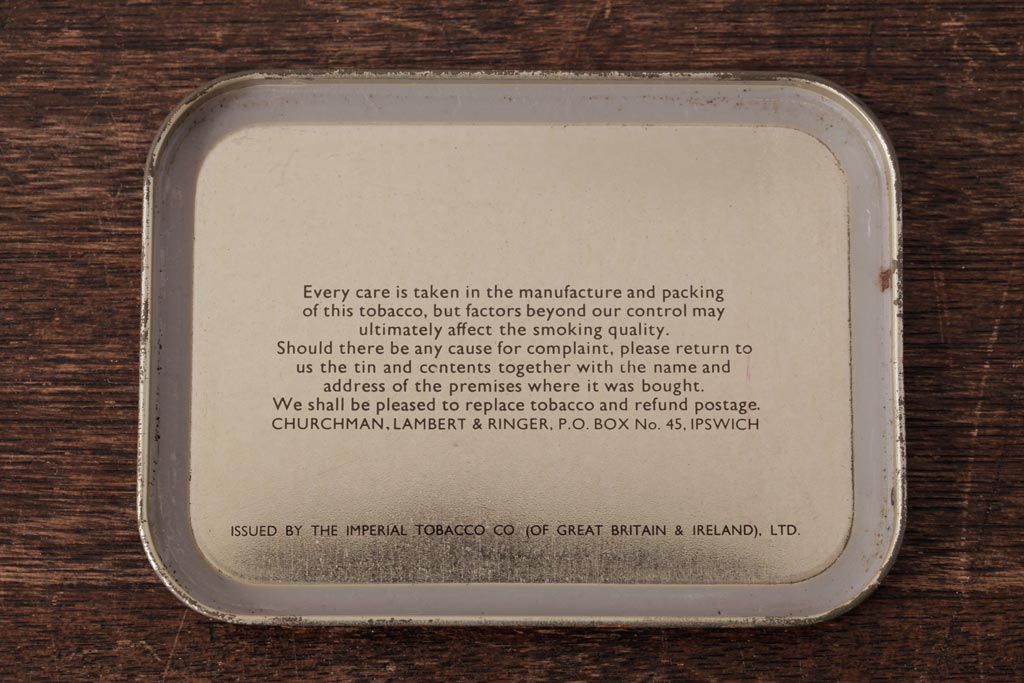 Every care is taken in the manufacture and packing
of this tobacco, but factors beyond our control may
ultimately affect the smoking quality.
Should there be any cause for complaint, please return to
us the tin and contents together with the name and
address of the premises where it was bought.
We shall be pleased to replace tobacco and refund postage.
CHURCHMAN, LAMBERT & RINGER, P.O. BOX No. 45, IPSWICH
ISSUED BY THE IMPERIAL TOBACCO CO (OF GREAT BRITAIN & IRELAND), LTD.